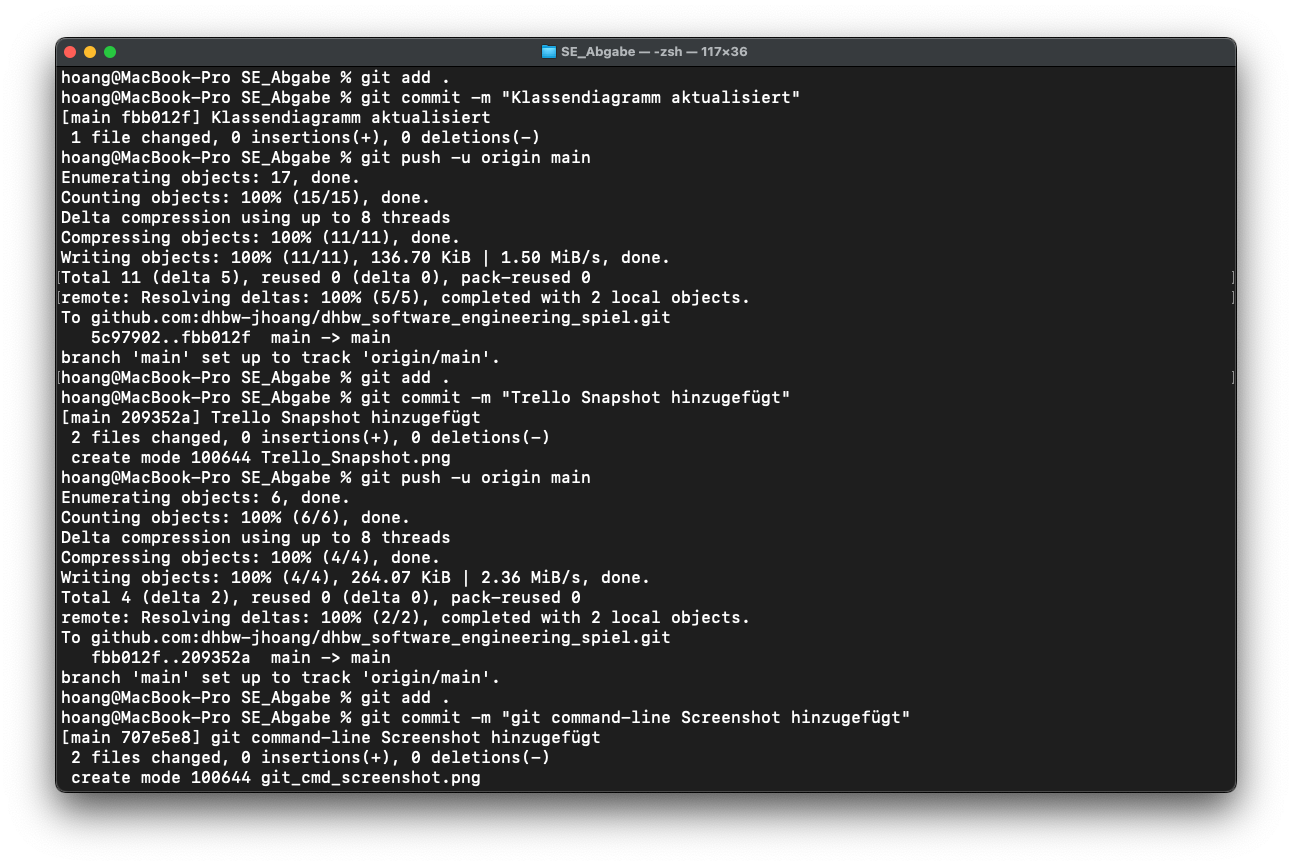 SE_Abgabe — -zsh — 117×36
hoang@MacBook-Pro SE_Abgabe % git add .
hoang@MacBook-Pro SE_Abgabe % git commit -m "Klassendiagramm aktualisiert"
[main fbb012f] Klassendiagramm aktualisiert
 1 file changed, 0 insertions(+), 0 deletions(-)
hoang@MacBook-Pro SE_Abgabe % git push -u origin main
Enumerating objects: 17, done.
Counting objects: 100% (15/15), done.
Delta compression using up to 8 threads
Compressing objects: 100% (11/11), done.
Writing objects: 100% (11/11), 136.70 KiB | 1.50 MiB/s, done.
Total 11 (delta 5), reused 0 (delta 0), pack-reused 0
remote: Resolving deltas: 100% (5/5), completed with 2 local objects.
To github.com:dhbw-jhoang/dhbw_software_engineering_spiel.git
   5c97902..fbb012f  main -> main
branch 'main' set up to track 'origin/main'.
hoang@MacBook-Pro SE_Abgabe % git add .
hoang@MacBook-Pro SE_Abgabe % git commit -m "Trello Snapshot hinzugefügt"
[main 209352a] Trello Snapshot hinzugefügt
 2 files changed, 0 insertions(+), 0 deletions(-)
 create mode 100644 Trello_Snapshot.png
hoang@MacBook-Pro SE_Abgabe % git push -u origin main
Enumerating objects: 6, done.
Counting objects: 100% (6/6), done.
Delta compression using up to 8 threads
Compressing objects: 100% (4/4), done.
Writing objects: 100% (4/4), 264.07 KiB | 2.36 MiB/s, done.
Total 4 (delta 2), reused 0 (delta 0), pack-reused 0
remote: Resolving deltas: 100% (2/2), completed with 2 local objects.
To github.com:dhbw-jhoang/dhbw_software_engineering_spiel.git
   fbb012f..209352a  main -> main
branch 'main' set up to track 'origin/main'.
hoang@MacBook-Pro SE_Abgabe % git add .
hoang@MacBook-Pro SE_Abgabe % git commit -m "git command-line Screenshot hinzugefügt"
[main 707e5e8] git command-line Screenshot hinzugefügt
 2 files changed, 0 insertions(+), 0 deletions(-)
 create mode 100644 git_cmd_screenshot.png